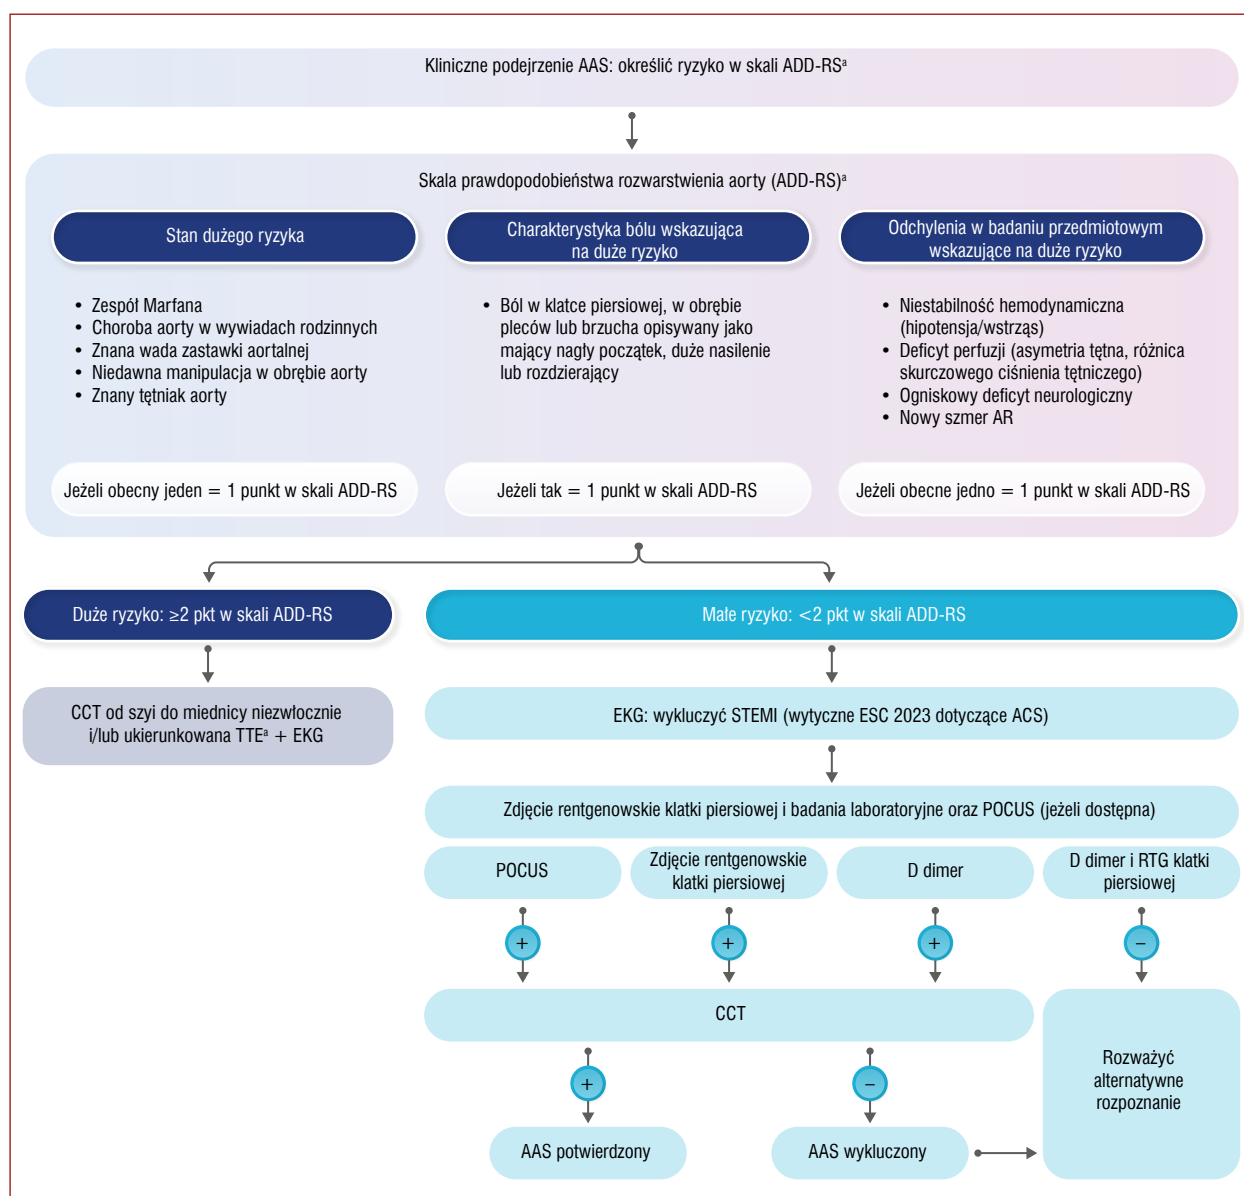 Kliniczne podejrzenie AAS: określić ryzyko w skali ADD-RSᵃ
Skala prawdopodobieństwa rozwarstwienia aorty (ADD-RS)ᵃ
Stan dużego ryzyka
• Zespół Marfana
• Choroba aorty w wywiadach rodzinnych
• Znana wada zastawki aortalnej
• Niedawna manipulacja w obrębie aorty
• Znany tętniak aorty
Jeżeli obecny jeden = 1 punkt w skali ADD-RS
Charakterystyka bólu wskazująca
na duże ryzyko
• Ból w klatce piersiowej, w obrębie
pleców lub brzucha opisywany jako
mający nagły początek, duże nasilenie
lub rozdzierający
Jeżeli tak = 1 punkt w skali ADD-RS
Odchylenia w badaniu przedmiotowym
wskazujące na duże ryzyko
• Niestabilność hemodynamiczna
(hipotensja/wstrząs)
• Deficyt perfuzji (asymetria tętna, różnica
skurczowego ciśnienia tętniczego)
• Ogniskowy deficyt neurologiczny
• Nowy szmer AR
Jeżeli obecne jedno = 1 punkt w skali ADD-RS
Duże ryzyko: ≥2 pkt w skali ADD-RS
CCT od szyi do miednicy niezwłocznie
i/lub ukierunkowana TTEᵃ + EKG
Małe ryzyko: <2 pkt w skali ADD-RS
EKG: wykluczyć STEMI (wytyczne ESC 2023 dotyczące ACS)
Zdjęcie rentgenowskie klatki piersiowej i badania laboratoryjne oraz POCUS (jeżeli dostępna)
POCUS
Zdjęcie rentgenowskie
klatki piersiowej
D dimer
D dimer i RTG klatki
piersiowej
+
+
+
–
CCT
Rozważyć
alternatywne
rozpoznanie
+
–
AAS potwierdzony
AAS wykluczony